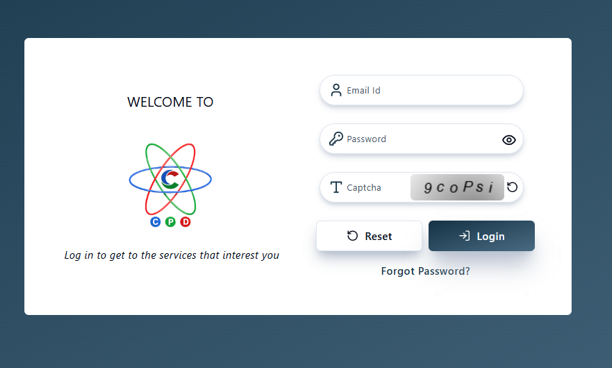 WELCOME TO
C
C P D
Log in to get to the services that interest you
Email Id
Password
Captcha
9coPsi
Reset
Login
Forgot Password?